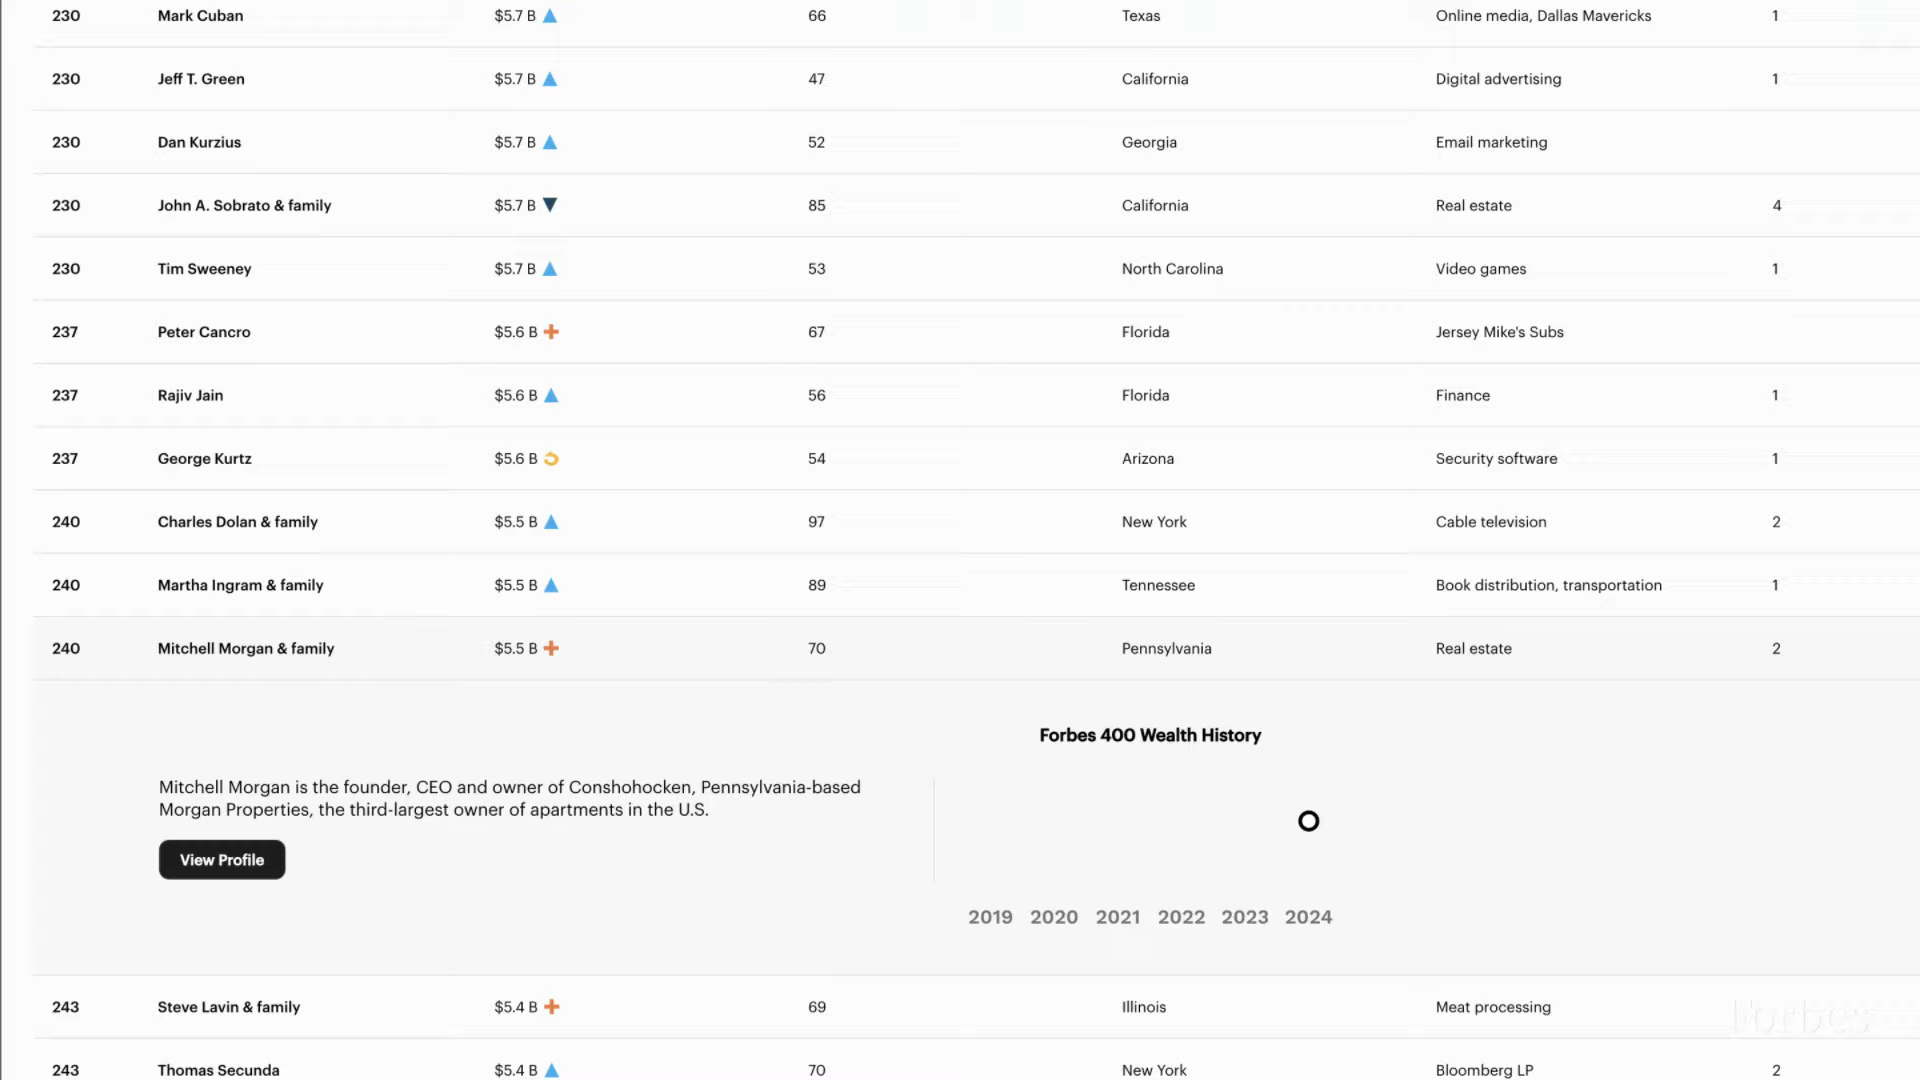 230 Mark Cuban $5.7 B 66 Texas Online media, Dallas Mavericks 1
230 Jeff T. Green $5.7 B 47 California Digital advertising 1
230 Dan Kurzius $5.7 B 52 Georgia Email marketing
230 John A. Sobrato & family $5.7 B 85 California Real estate 4
230 Tim Sweeney $5.7 B 53 North Carolina Video games 1
237 Peter Cancro $5.6 B 67 Florida Jersey Mike's Subs
237 Rajiv Jain $5.6 B 56 Florida Finance 1
237 George Kurtz $5.6 B 54 Arizona Security software 1
240 Charles Dolan & family $5.5 B 97 New York Cable television 2
240 Martha Ingram & family $5.5 B 89 Tennessee Book distribution, transportation 1
240 Mitchell Morgan & family $5.5 B 70 Pennsylvania Real estate 2
Forbes 400 Wealth History
Mitchell Morgan is the founder, CEO and owner of Conshohocken, Pennsylvania-based
Morgan Properties, the third-largest owner of apartments in the U.S.
View Profile
2019 2020 2021 2022 2023 2024
243 Steve Lavin & family $5.4 B 69 Illinois Meat processing
Forbes
243 Thomas Secunda $5.4 B 70 New York Bloomberg LP 2